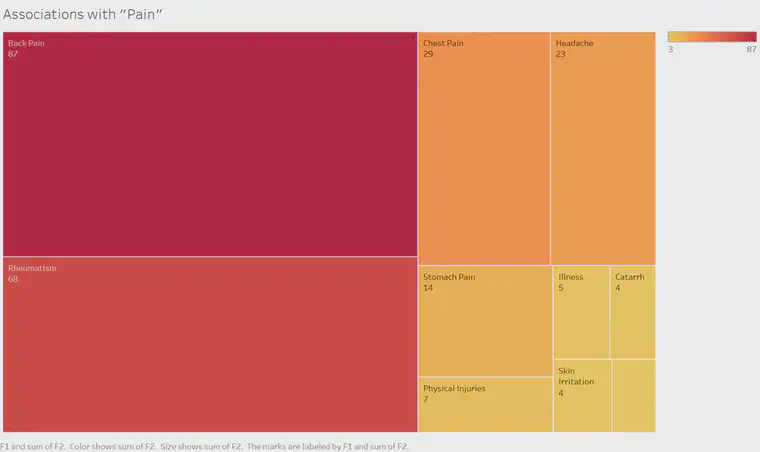 Associations with "Pain"
Back Pain
87
Chest Pain
29
Headache
23
3
87
Rheumatism
68
Stomach Pain
14
Illness
5
Catarrh
4
Physical Injuries
7
Skin
Irritation
4
F1 and sum of F2. Color shows sum of F2. Size shows sum of F2. The marks are labeled by F1 and sum of F2.